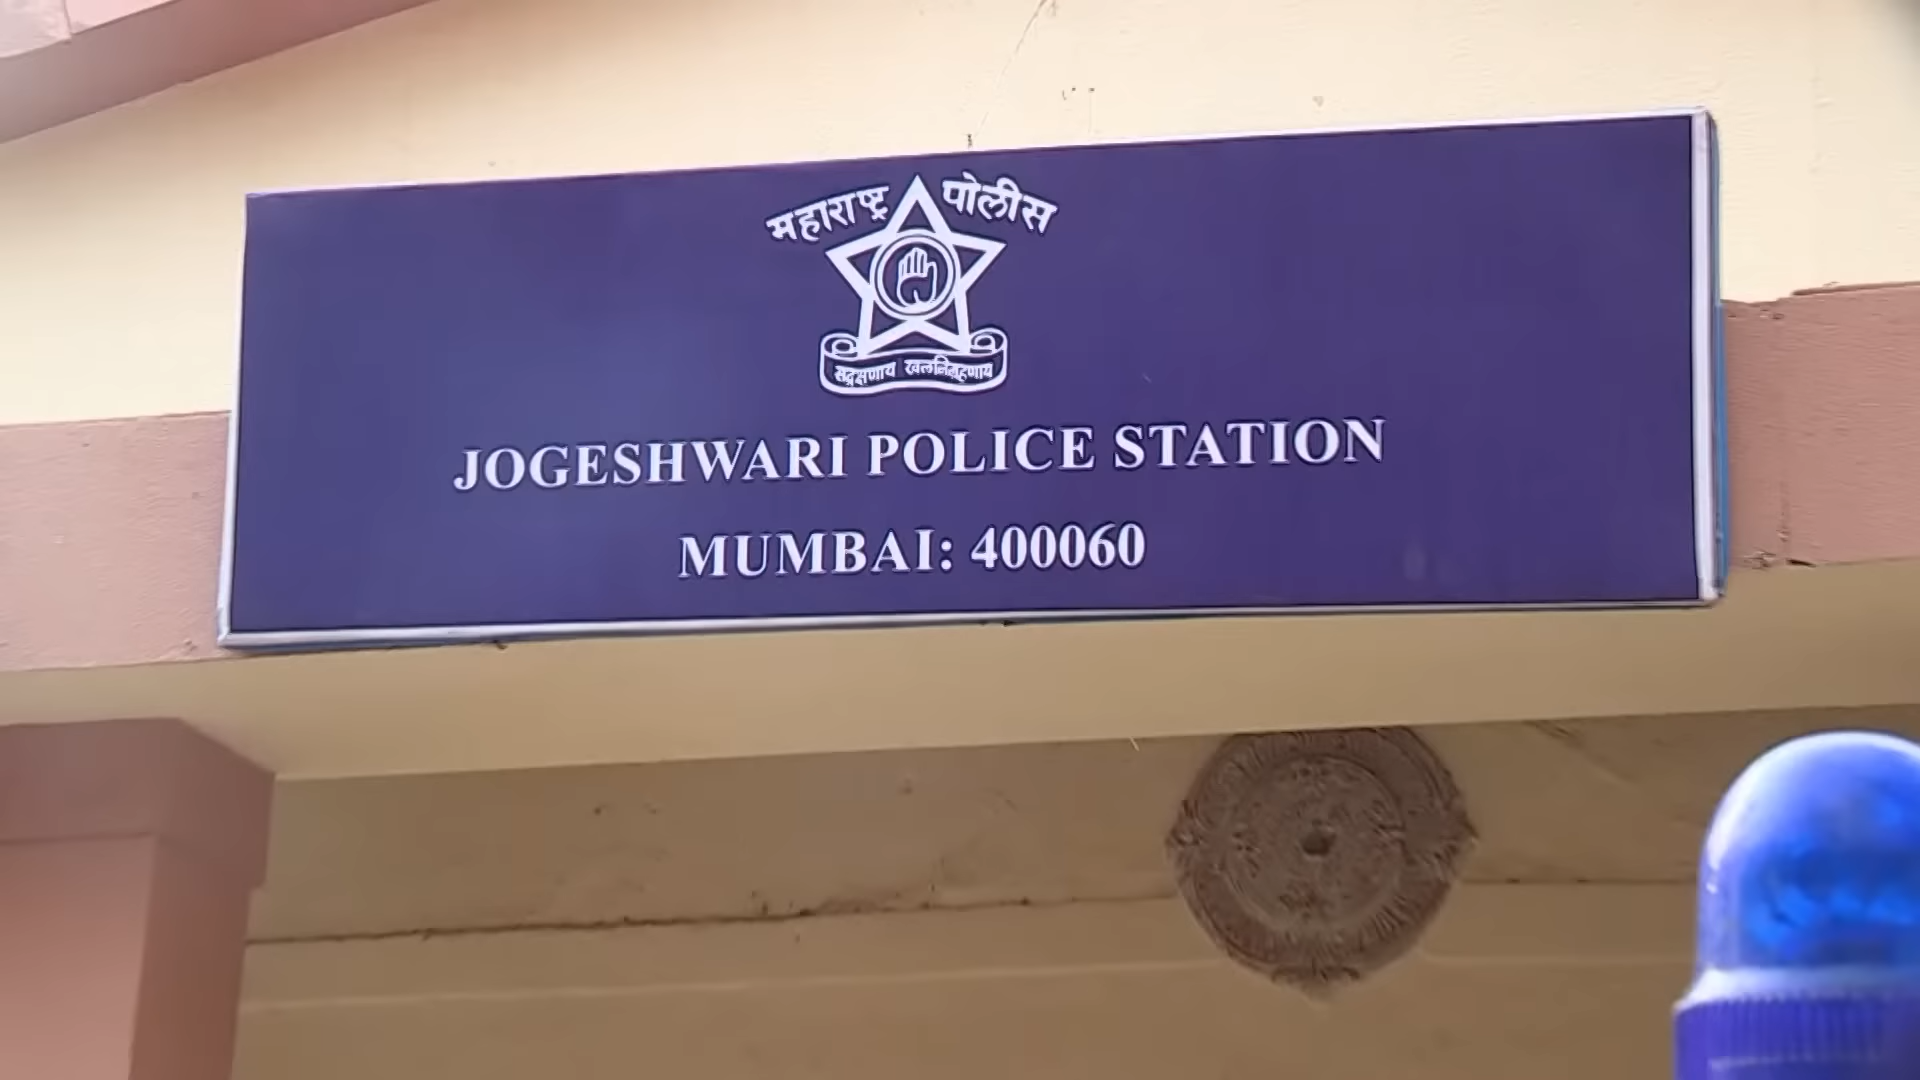 महाराष्ट्र पोलीस
सद्रक्षणाय खलनिग्रहणाय
JOGESHWARI POLICE STATION
MUMBAI: 400060